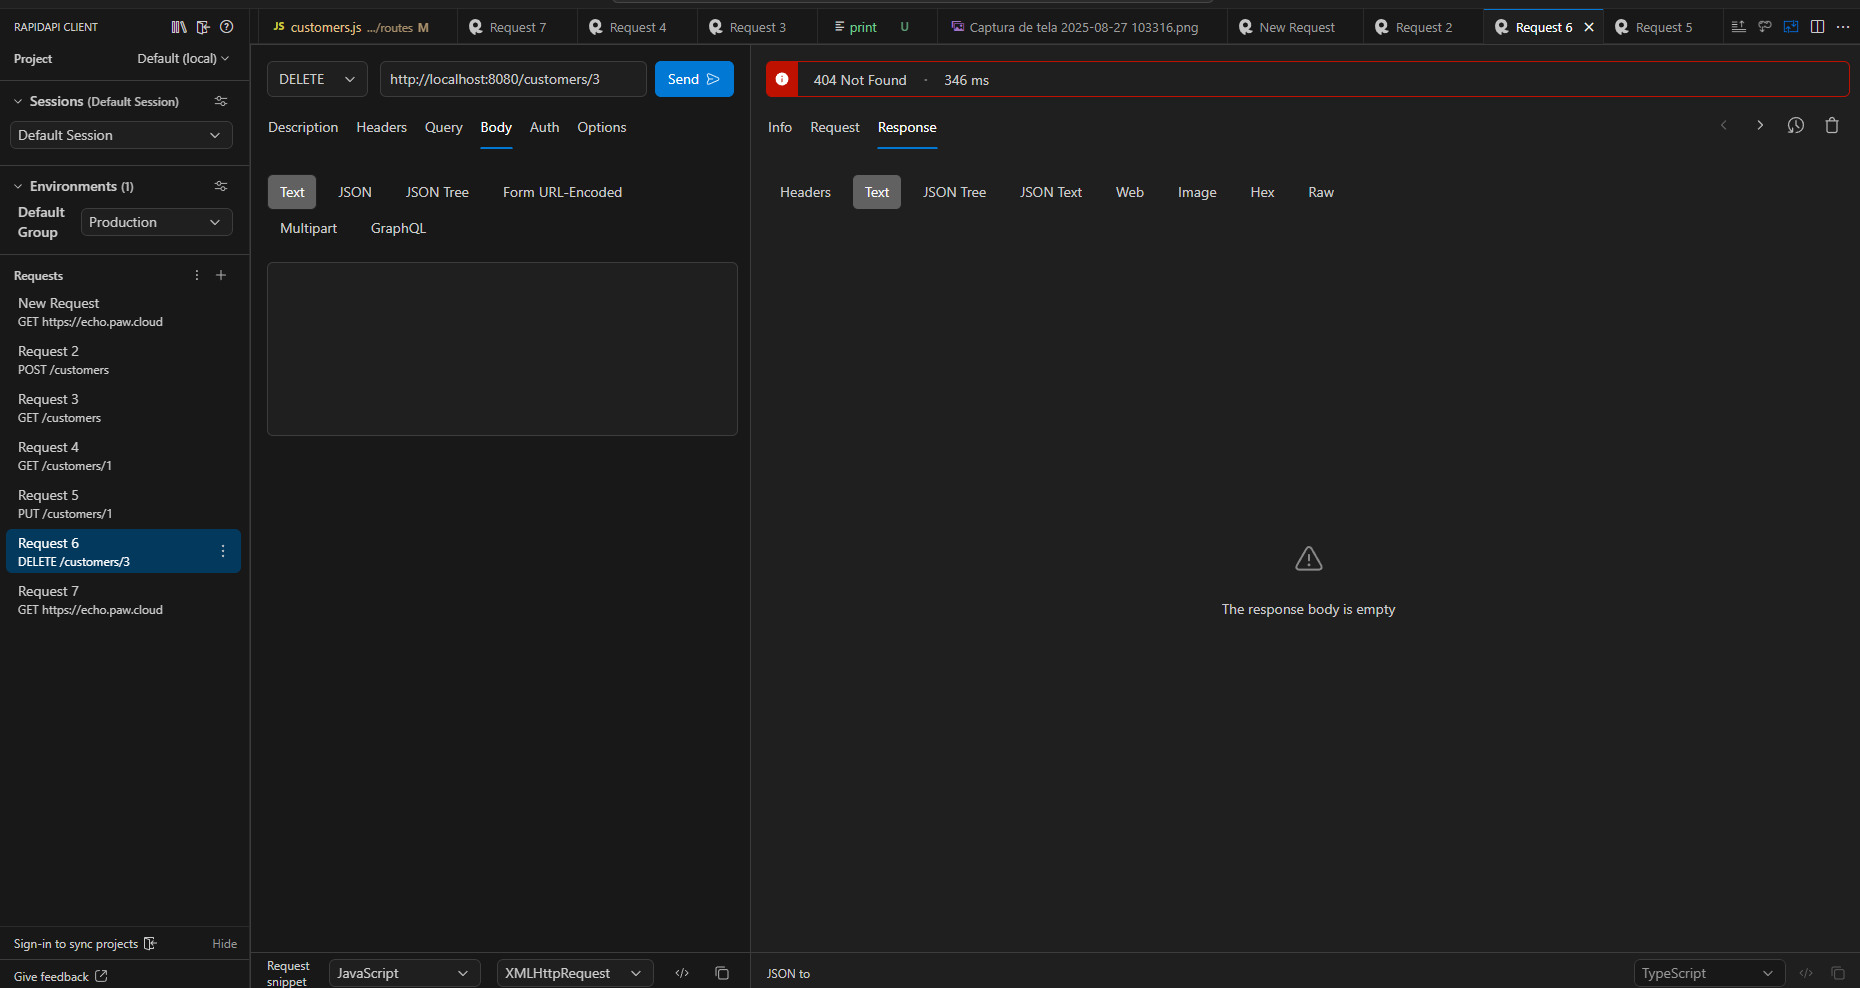 RAPIDAPI CLIENT
JS customers.js .../routes M
Request 7
Request 4
Request 3
print U
Captura de tela 2025-08-27 103316.png
New Request
Request 2
Request 6
Request 5
Project Default (local)
Sessions (Default Session)
Default Session
Environments (1)
Default Group
Production
Requests
New Request
GET https://echo.paw.cloud
Request 2
POST /customers
Request 3
GET /customers
Request 4
GET /customers/1
Request 5
PUT /customers/1
Request 6
DELETE /customers/3
Request 7
GET https://echo.paw.cloud
Sign-in to sync projects Hide
Give feedback
DELETE http://localhost:8080/customers/3 Send
Description Headers Query Body Auth Options
Text JSON JSON Tree Form URL-Encoded
Multipart GraphQL
Request snippet JavaScript XMLHttpRequest
404 Not Found · 346 ms
Info Request Response
Headers Text JSON Tree JSON Text Web Image Hex Raw
The response body is empty
JSON to TypeScript